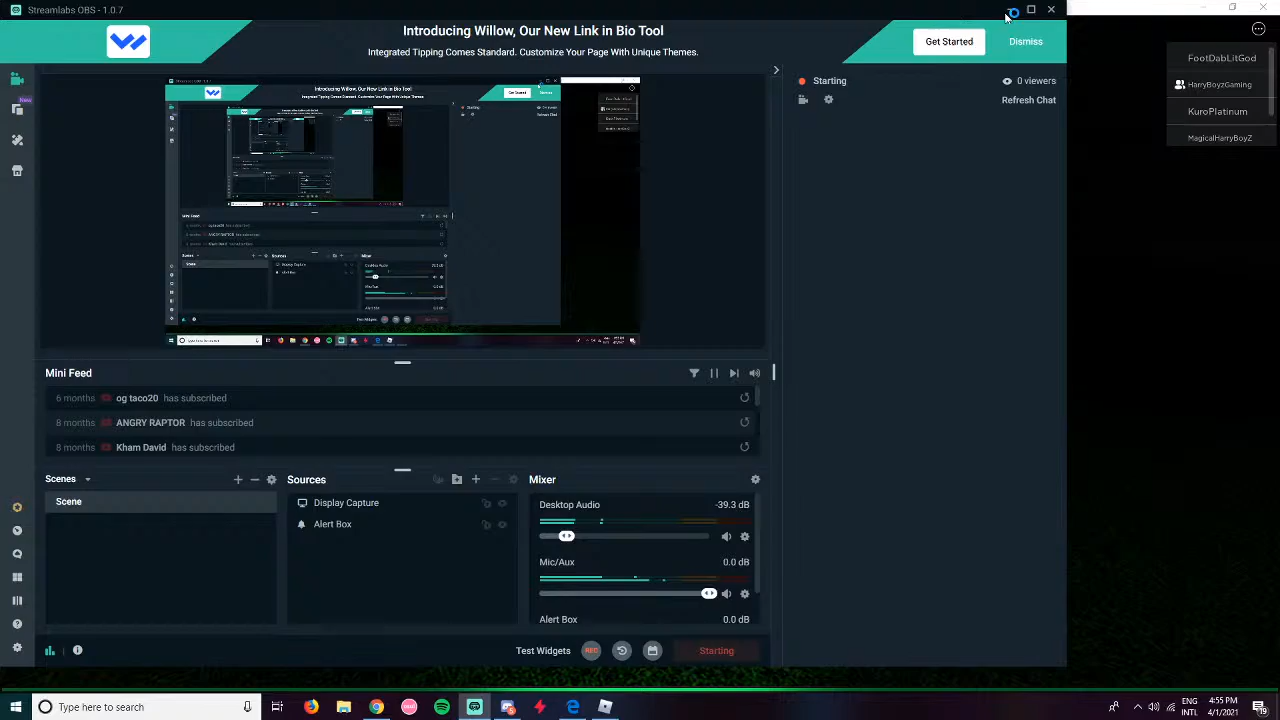 Streamlabs OBS - 1.0.7
Introducing Willow, Our New Link in Bio Tool
Integrated Tipping Comes Standard. Customize Your Page With Unique Themes.
Get Started
Dismiss
FootDabLitGod
HarryBoyzGaming
KuroPlatinum
MagicalHarryBoyZ
Starting
0 viewers
Refresh Chat
New
Mini Feed
6 months og taco20 has subscribed
8 months ANGRY RAPTOR has subscribed
8 months Kham David has subscribed
Scenes
Scene
Sources
Display Capture
Alert Box
Mixer
Desktop Audio -39.3 dB
Mic/Aux 0.0 dB
Alert Box 0.0 dB
Test Widgets
REC
Starting
Type here to search
ENG
INTL
4:55 PM
4/1/2021